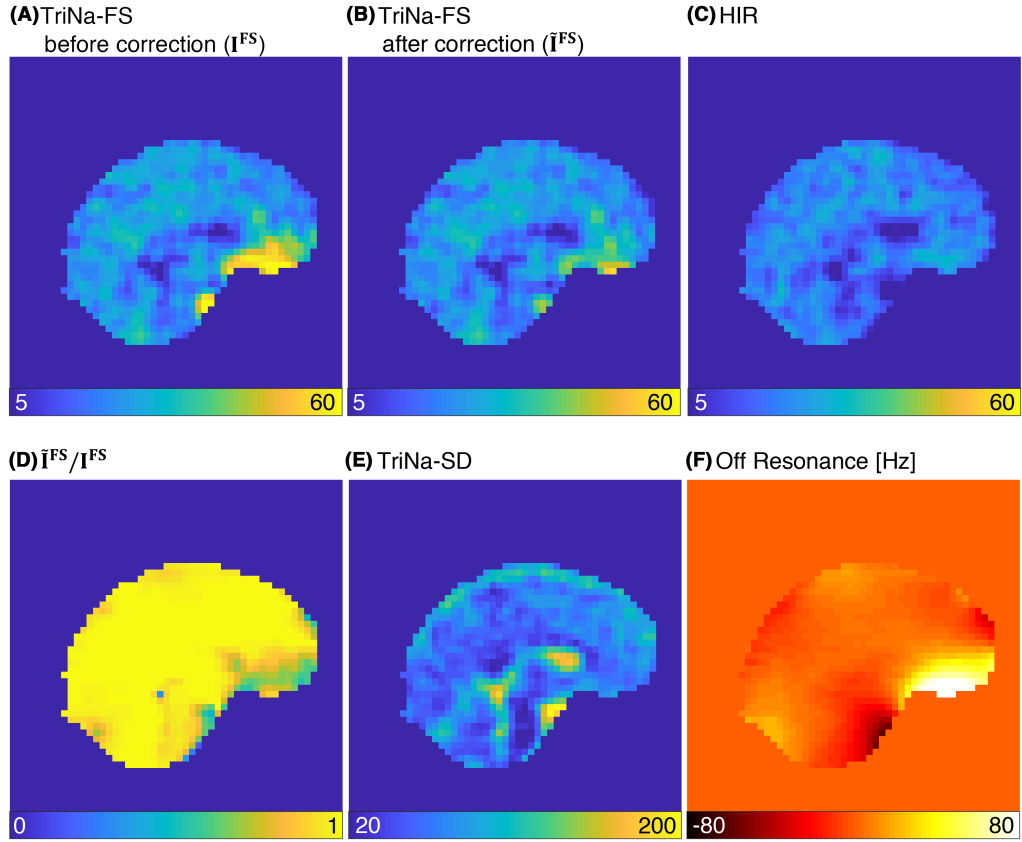 (A) TriNa-FS
before correction (I^FS)
(B) TriNa-FS
after correction (Ĩ^FS)
(C) HIR
5 60
5 60
5 60
(D) Ĩ^FS/I^FS
(E) TriNa-SD
(F) Off Resonance [Hz]
0 1
20 200
-80 80